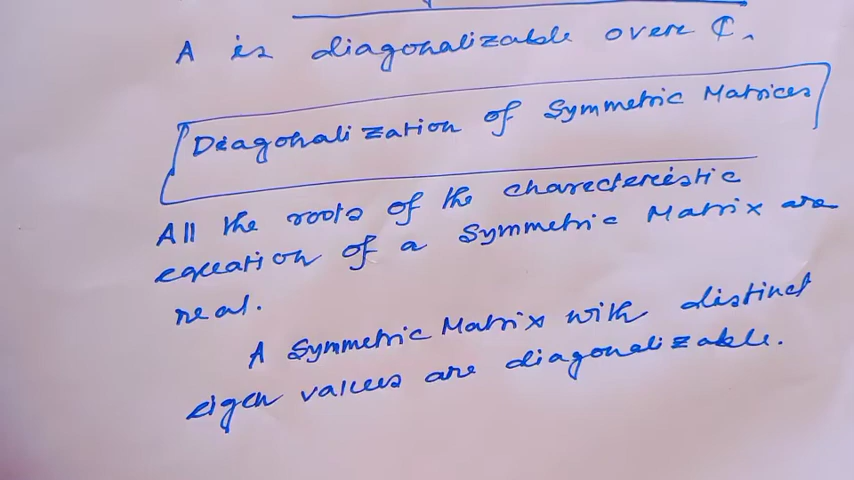 A is diagonalizable over ℂ.
Diagonalization of Symmetric Matrices
All the roots of the characteristic
equation of a symmetric Matrix are
real.
A Symmetric Matrix with distinct
eigen values are diagonalizable.